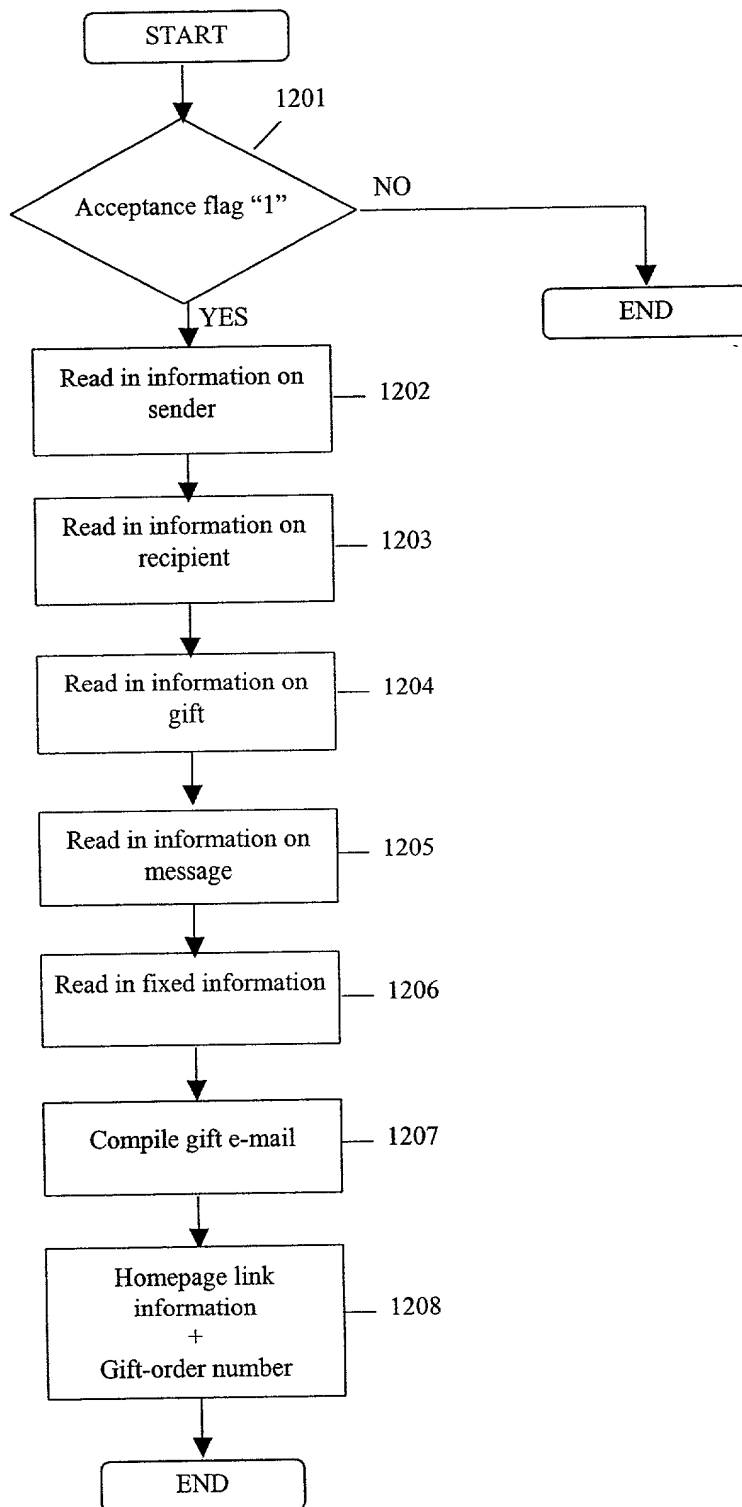 START
1201
Acceptance flag “1”
NO
END
YES
Read in information on
sender
1202
Read in information on
recipient
1203
Read in information on
gift
1204
Read in information on
message
1205
Read in fixed information
1206
Compile gift e-mail
1207
Homepage link
information
+
Gift-order number
1208
END